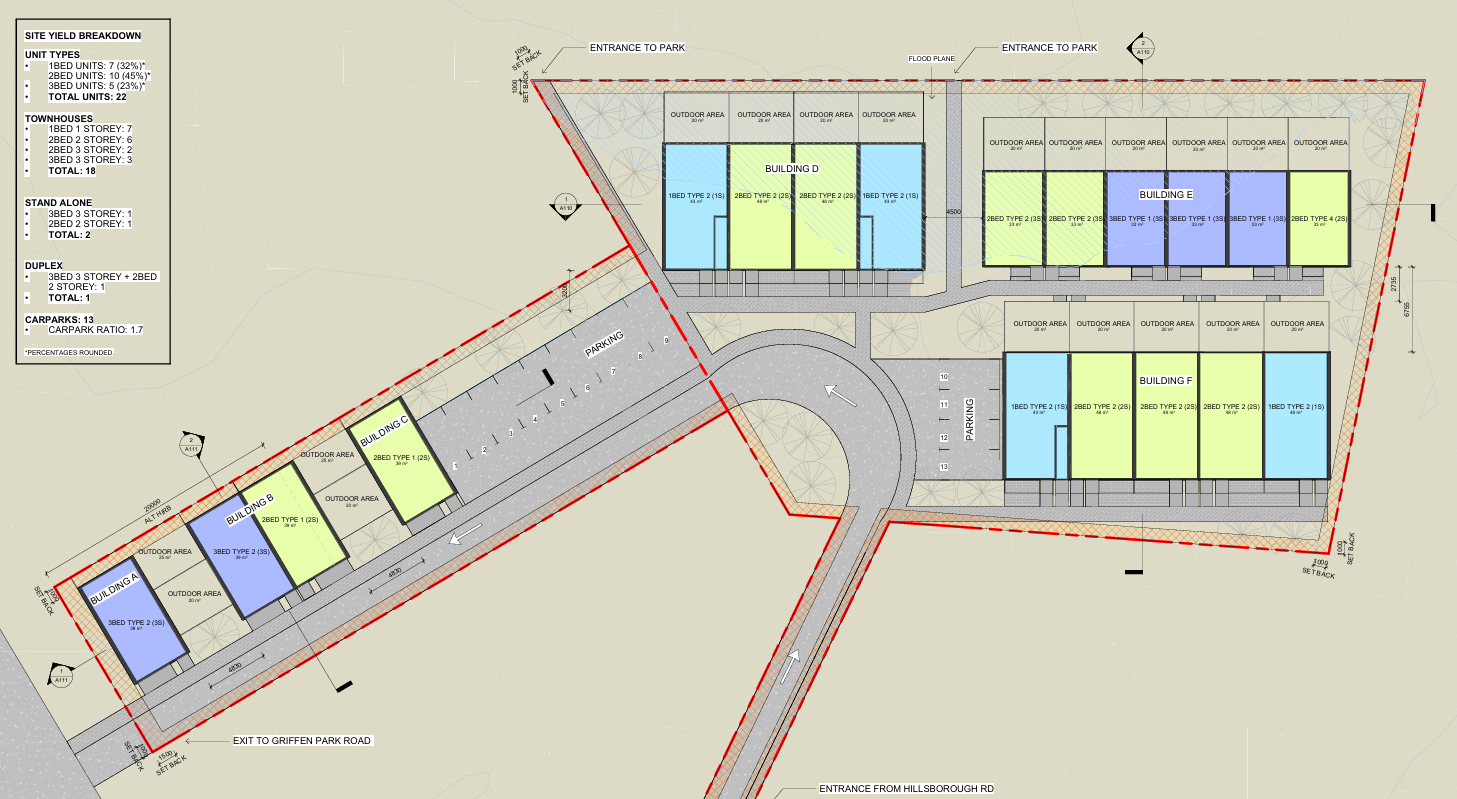 SITE YIELD BREAKDOWN
UNIT TYPES
• 1BED UNITS: 7 (32%)*
2BED UNITS: 10 (45%)*
• 3BED UNITS: 5 (23%)*
• TOTAL UNITS: 22
TOWNHOUSES
• 1BED 1 STOREY: 7
• 2BED 2 STOREY: 6
• 2BED 3 STOREY: 2
• 3BED 3 STOREY: 3
• TOTAL: 18
STAND ALONE
• 3BED 3 STOREY: 1
• 2BED 2 STOREY: 1
• TOTAL: 2
DUPLEX
• 3BED 3 STOREY + 2BED
2 STOREY: 1
• TOTAL: 1
CARPARKS: 13
• CARPARK RATIO: 1.7
*PERCENTAGES ROUNDED.
1000
SET BACK
ENTRANCE TO PARK
1000
SET BACK
FLOOD PLANE
ENTRANCE TO PARK
2
A110
OUTDOOR AREA
20 m²
OUTDOOR AREA
20 m²
OUTDOOR AREA
20 m²
OUTDOOR AREA
20 m²
BUILDING D
1BED TYPE 2 (1S)
43 m²
2BED TYPE 2 (2S)
48 m²
2BED TYPE 2 (2S)
48 m²
1BED TYPE 2 (1S)
43 m²
1
A110
4500
OUTDOOR AREA
20 m²
OUTDOOR AREA
20 m²
OUTDOOR AREA
20 m²
OUTDOOR AREA
20 m²
OUTDOOR AREA
20 m²
OUTDOOR AREA
20 m²
BUILDING E
2BED TYPE 2 (3S)
33 m²
2BED TYPE 2 (3S)
33 m²
3BED TYPE 1 (3S)
33 m²
3BED TYPE 1 (3S)
33 m²
3BED TYPE 1 (3S)
33 m²
2BED TYPE 4 (2S)
33 m²
2735
6755
3200
PARKING
1
2
3
4
5
6
7
8
9
OUTDOOR AREA
20 m²
OUTDOOR AREA
20 m²
OUTDOOR AREA
20 m²
OUTDOOR AREA
20 m²
OUTDOOR AREA
20 m²
BUILDING F
1BED TYPE 2 (1S)
43 m²
2BED TYPE 2 (2S)
48 m²
2BED TYPE 2 (2S)
48 m²
2BED TYPE 2 (2S)
1BED TYPE 2 (1S)
PARKING
10
11
12
13
BUILDING C
2BED TYPE 1 (2S)
39 m²
OUTDOOR AREA
25 m²
OUTDOOR AREA
20 m²
2
A111
20000
ALT HIRB
BUILDING B
2BED TYPE 1 (2S)
39 m²
3BED TYPE 2 (3S)
39 m²
OUTDOOR AREA
25 m²
OUTDOOR AREA
20 m²
BUILDING A
3BED TYPE 2 (3S)
39 m²
1000
SET BACK
4830
4830
1
A111
1000
SET BACK
1500
SET BACK
EXIT TO GRIFFEN PARK ROAD
1000
SET BACK
1000
SET BACK
ENTRANCE FROM HILLSBOROUGH RD